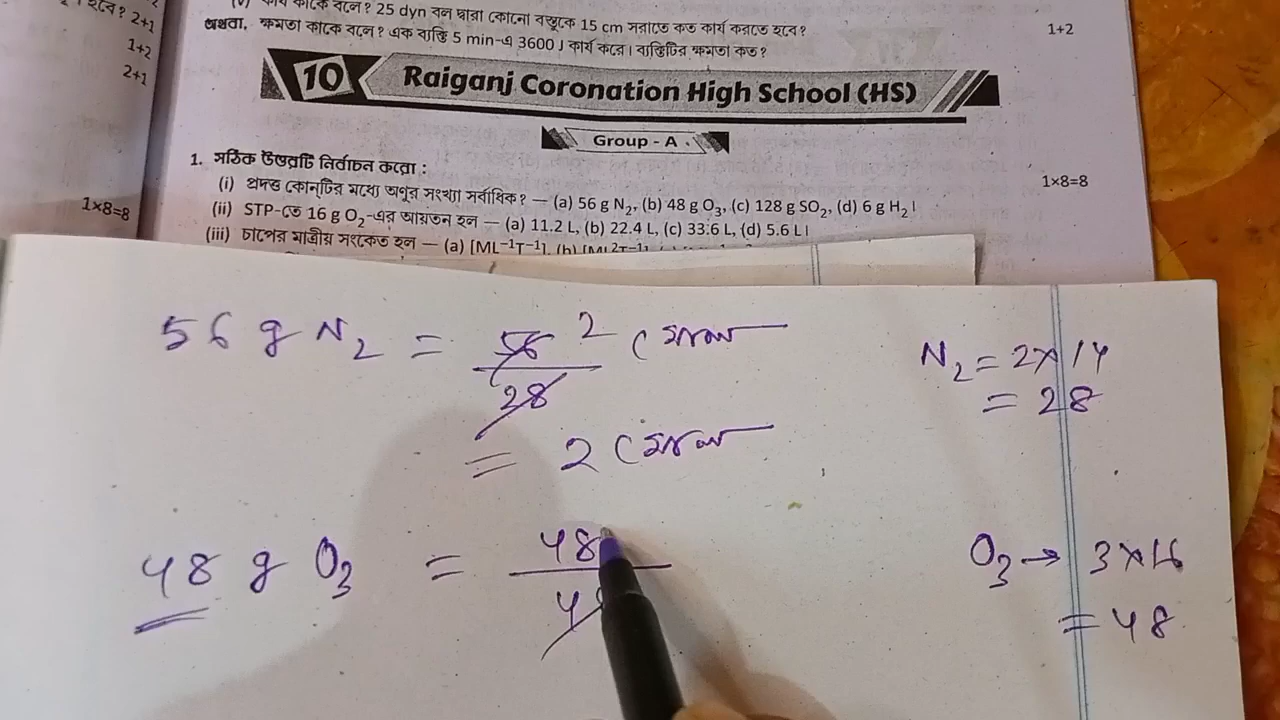 হবে? 2+1
1+2
2+1
1×8=8
কার্য কাকে বলে? 25 dyn বল দ্বারা কোনো বস্তুকে 15 cm সরাতে কত কার্য করতে হবে?
অথবা, ক্ষমতা কাকে বলে? এক ব্যক্তি 5 min-এ 3600 J কার্য করে। ব্যক্তিটির ক্ষমতা কত? 1+2
10 Raiganj Coronation High School (HS)
Group - A
1. সঠিক উত্তরটি নির্বাচন করো : 1×8=8
(i) প্রদত্ত কোন্‌টির মধ্যে অণুর সংখ্যা সর্বাধিক? — (a) 56 g N₂, (b) 48 g O₃, (c) 128 g SO₂, (d) 6 g H₂।
(ii) STP-তে 16 g O₂-এর আয়তন হল — (a) 11.2 L, (b) 22.4 L, (c) 33.6 L, (d) 5.6 L।
(iii) চাপের মাত্রীয় সংকেত হল — (a) [ML⁻¹T⁻¹], (b)
56 g N₂ = 56/28 2 মোল
= 2 মোল
48 g O₃ = 48
N₂ = 2×14
= 28
O₃ → 3×16
= 48